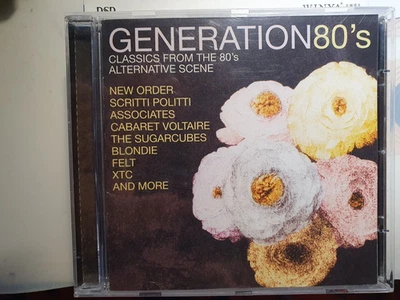 GENERATION80's
CLASSICS FROM THE 80's
ALTERNATIVE SCENE
NEW ORDER
SCRITTI POLITTI
ASSOCIATES
CABARET VOLTAIRE
THE SUGARCUBES
BLONDIE
FELT
XTC
AND MORE